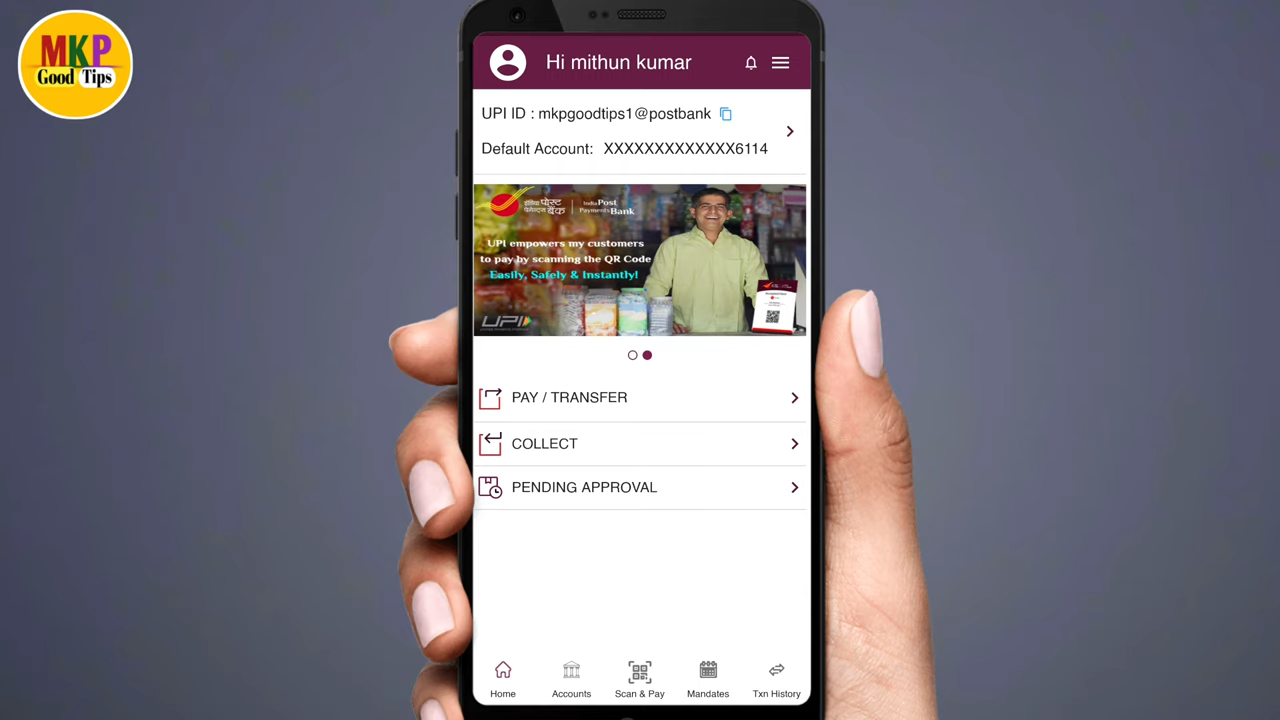 MKP
Good Tips
Hi mithun kumar
UPI ID : mkpgoodtips1@postbank
Default Account: XXXXXXXXXXXXX6114
इंडिया पोस्ट
पेमेन्ट्स बैंक
India Post
Payments Bank
UPI empowers my customers
to pay by scanning the QR Code
Easily, Safely & Instantly!
UPI
PAY / TRANSFER
COLLECT
PENDING APPROVAL
Home Accounts Scan & Pay Mandates Txn History